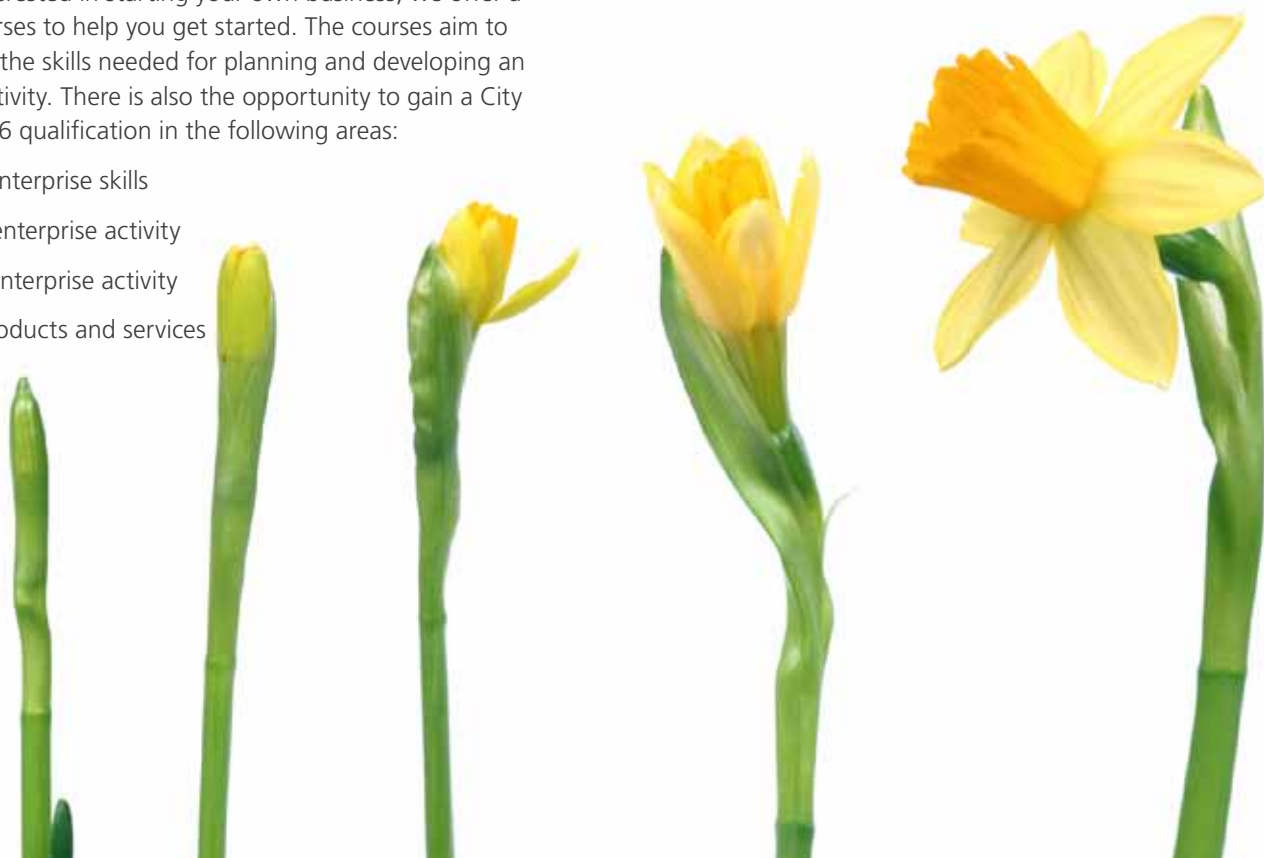 in starting your own business, we offer a
to help you get started. The courses aim to
the skills needed for planning and developing an
There is also the opportunity to gain a City
6 qualification in the following areas:
skills
enterprise activity
activity
and services